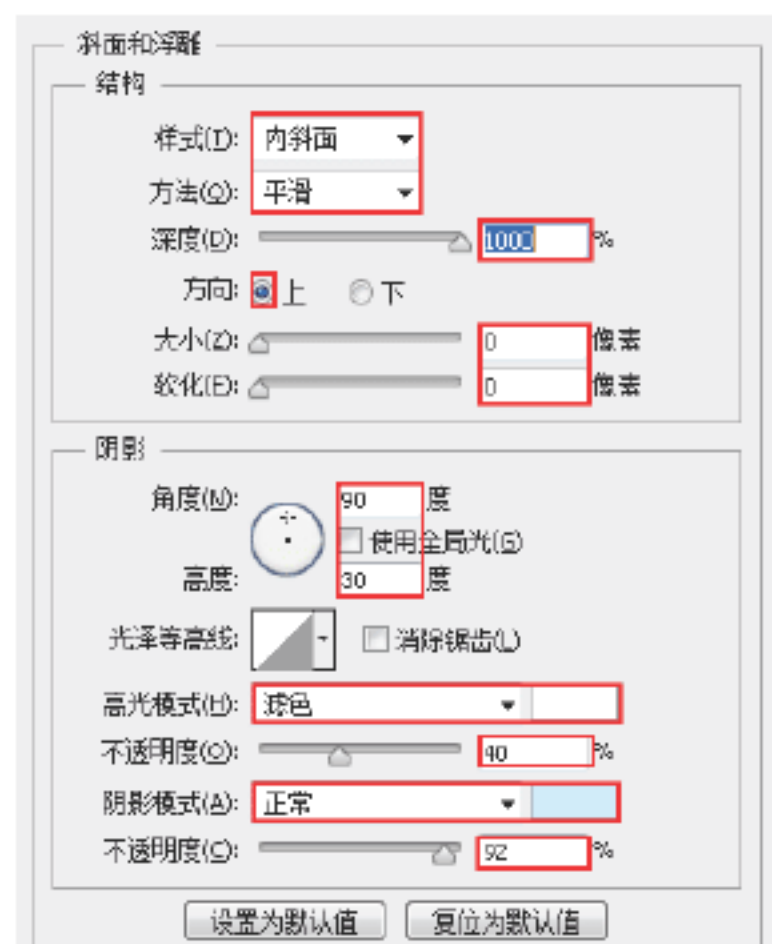 斜面和浮雕
结构
样式(T): 内斜面
方法(Q): 平滑
深度(D): 1000 %
方向: 上 下
大小(Z): 0 像素
软化(F): 0 像素
阴影
角度(N): 90 度
使用全局光(G)
高度: 30 度
光泽等高线: 消除锯齿(L)
高光模式(H): 滤色
不透明度(O): 40 %
阴影模式(A): 正常
不透明度(C): 92 %
设置为默认值 复位为默认值